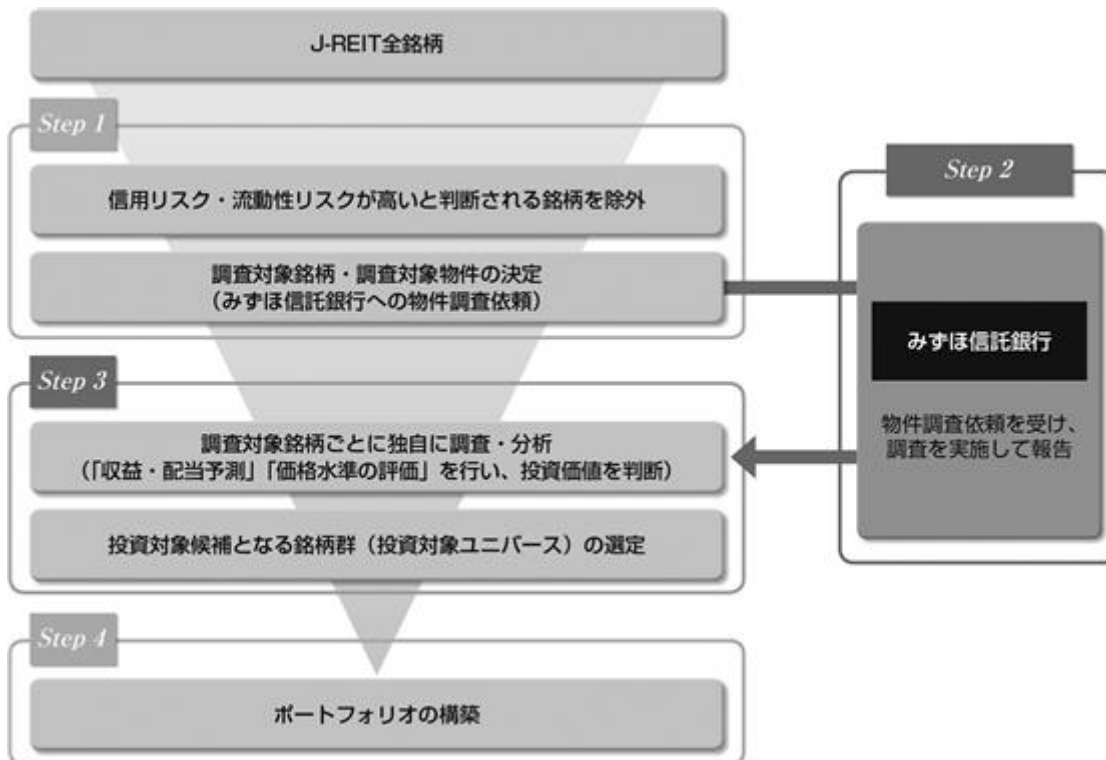 J-REIT全銘柄
Step 1
信用リスク・流動性リスクが高いと判断される銘柄を除外
調査対象銘柄・調査対象物件の決定
（みずほ信託銀行への物件調査依頼）
Step 2
みずほ信託銀行
物件調査依頼を受け、
調査を実施して報告
Step 3
調査対象銘柄ごとに独自に調査・分析
（「収益・配当予測」「価格水準の評価」を行い、投資価値を判断）
投資対象候補となる銘柄群（投資対象ユニバース）の選定
Step 4
ポートフォリオの構築